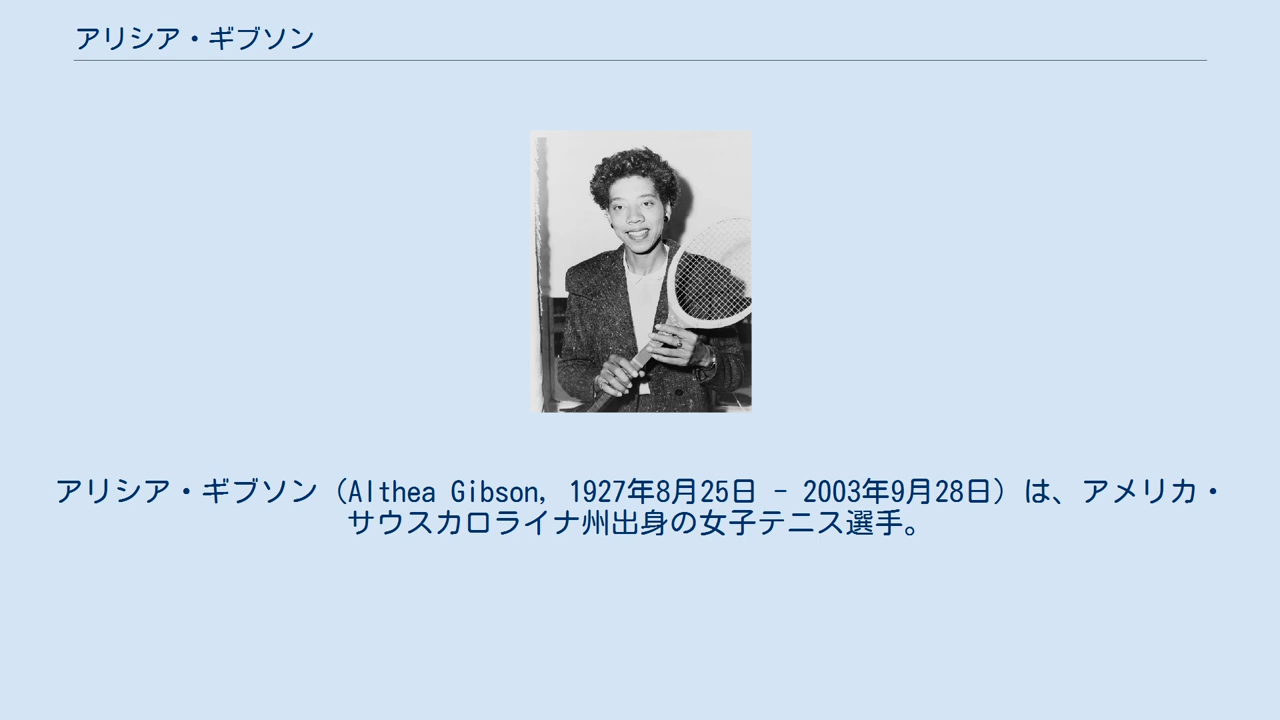 アリシア・ギブソン
アリシア・ギブソン（Althea Gibson, 1927年8月25日 - 2003年9月28日）は、アメリカ・
サウスカロライナ州出身の女子テニス選手。